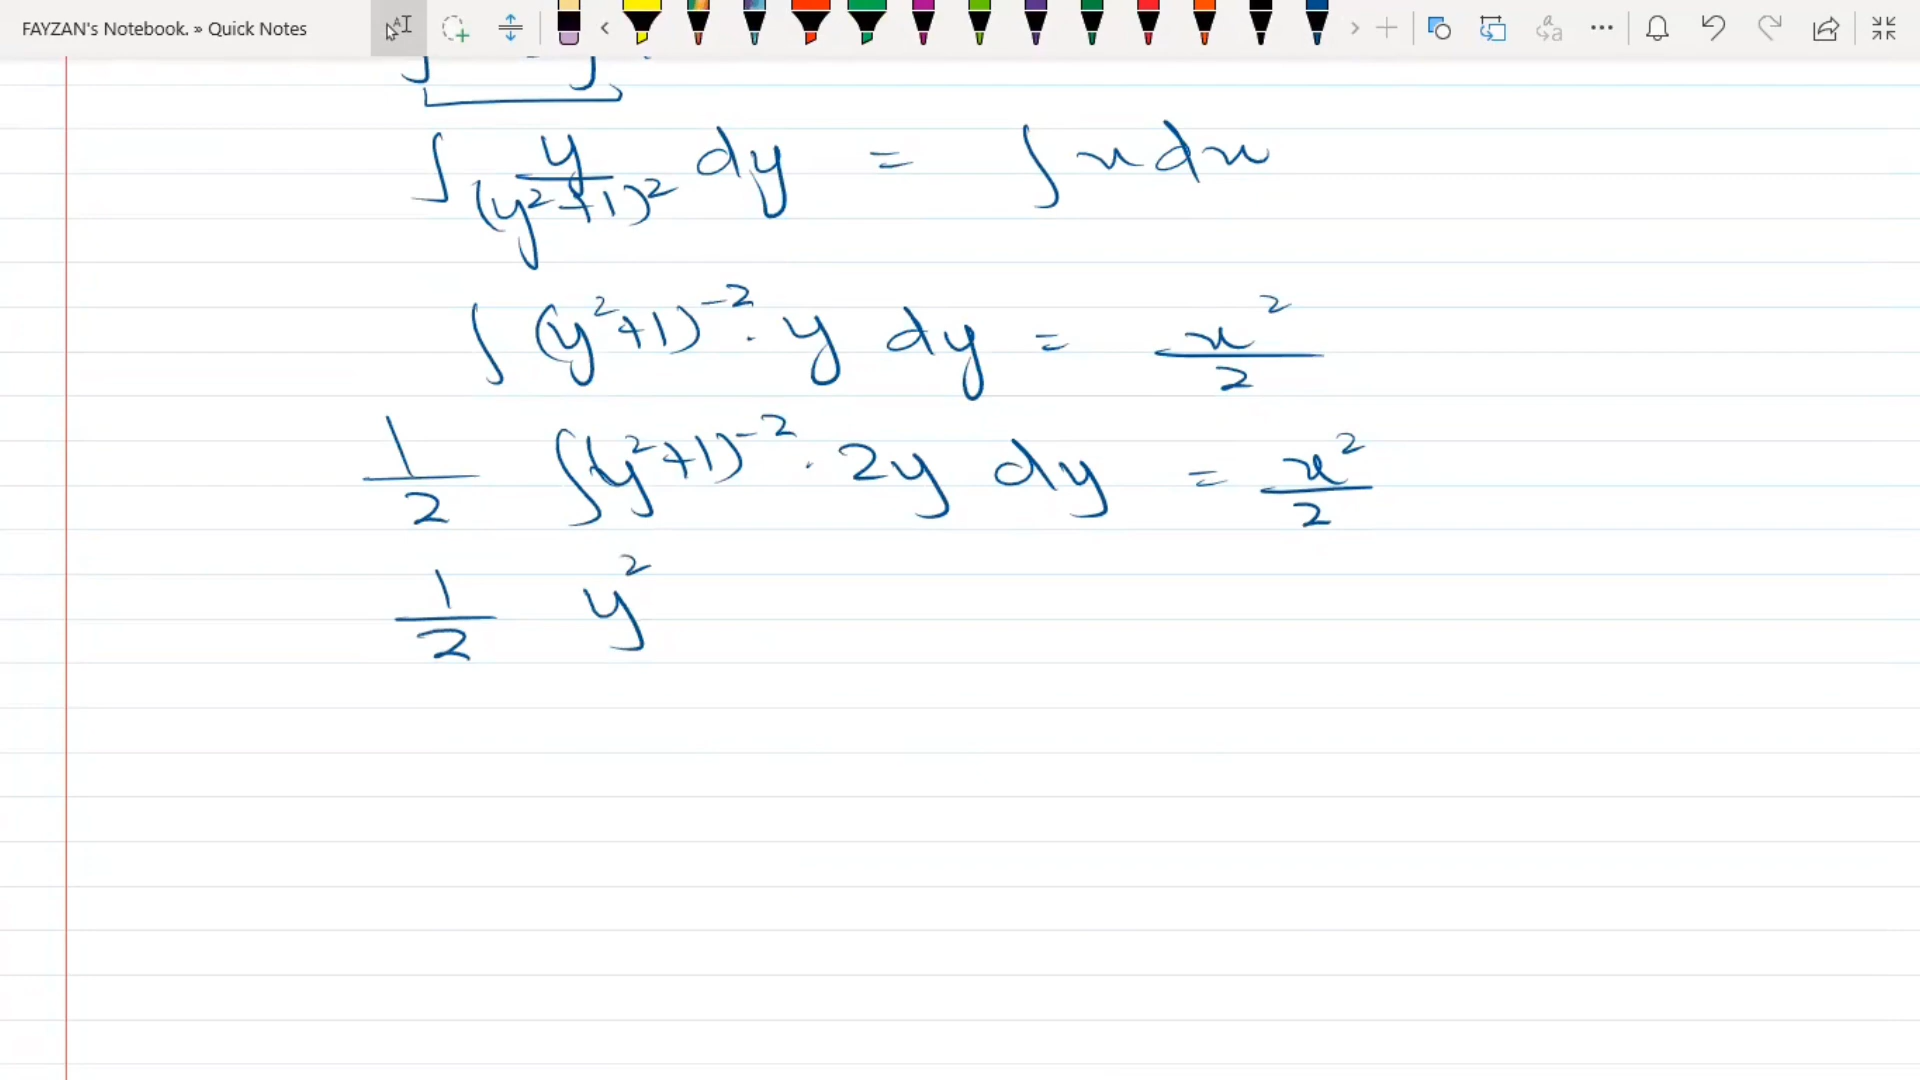 FAYZAN's Notebook. » Quick Notes
∫ y/(y²+1)² dy = ∫ x dx
∫ (y²+1)⁻² · y dy = x²/2
1/2 ∫(y²+1)⁻² · 2y dy = x²/2
1/2 y²